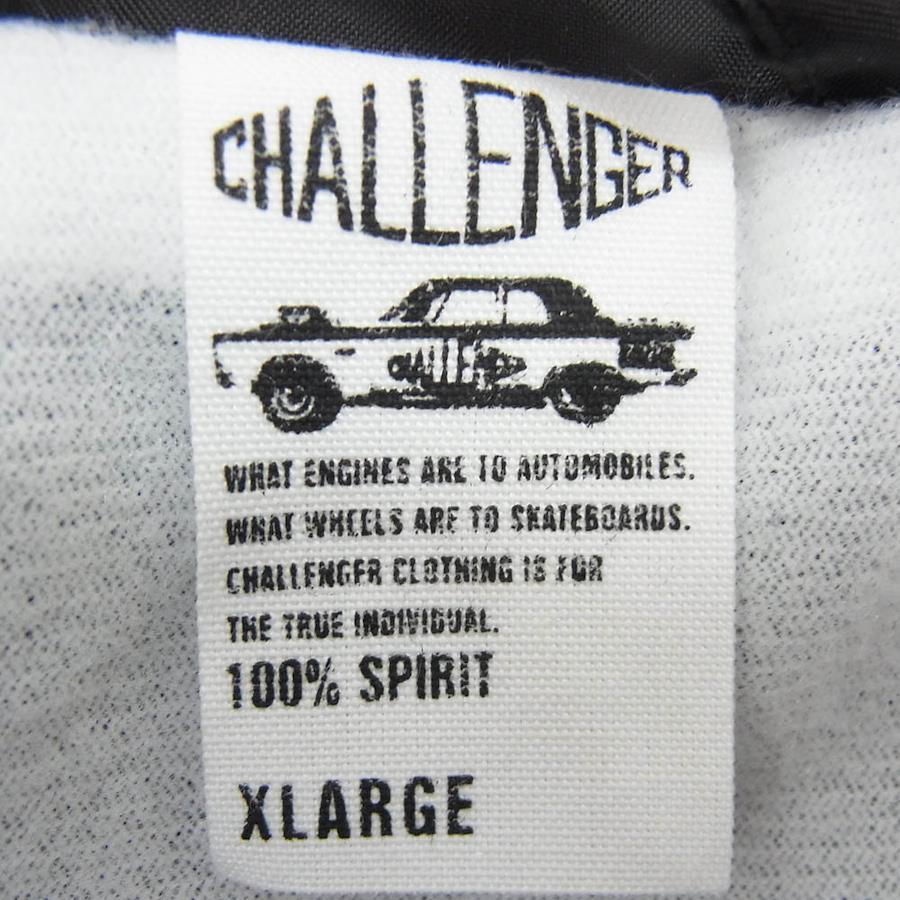 CHALLENGER
CHALLENGER
WHAT ENGINES ARE TO AUTOMOBILES.
WHAT WHEELS ARE TO SKATEBOARDS.
CHALLENGER CLOTHING IS FOR
THE TRUE INDIVIDUAL.
100% SPIRIT
XLARGE